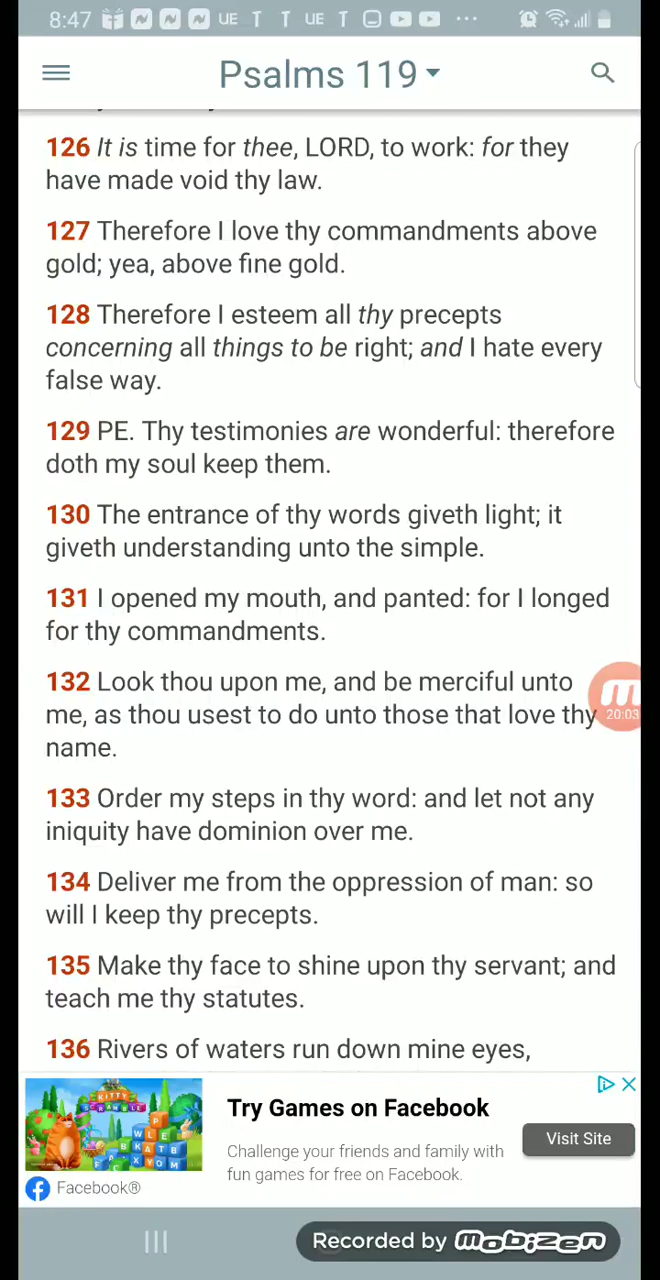 8:47 UE T T UE T ...
Psalms 119
126 It is time for thee, LORD, to work: for they
have made void thy law.
127 Therefore I love thy commandments above
gold; yea, above fine gold.
128 Therefore I esteem all thy precepts
concerning all things to be right; and I hate every
false way.
129 PE. Thy testimonies are wonderful: therefore
doth my soul keep them.
130 The entrance of thy words giveth light; it
giveth understanding unto the simple.
131 I opened my mouth, and panted: for I longed
for thy commandments.
132 Look thou upon me, and be merciful unto
me, as thou usest to do unto those that love thy
name.
20:03
133 Order my steps in thy word: and let not any
iniquity have dominion over me.
134 Deliver me from the oppression of man: so
will I keep thy precepts.
135 Make thy face to shine upon thy servant; and
teach me thy statutes.
136 Rivers of waters run down mine eyes,
KITTY
SCRAMBLE
Try Games on Facebook
Challenge your friends and family with
fun games for free on Facebook.
Visit Site
Facebook®
Recorded by mobizen